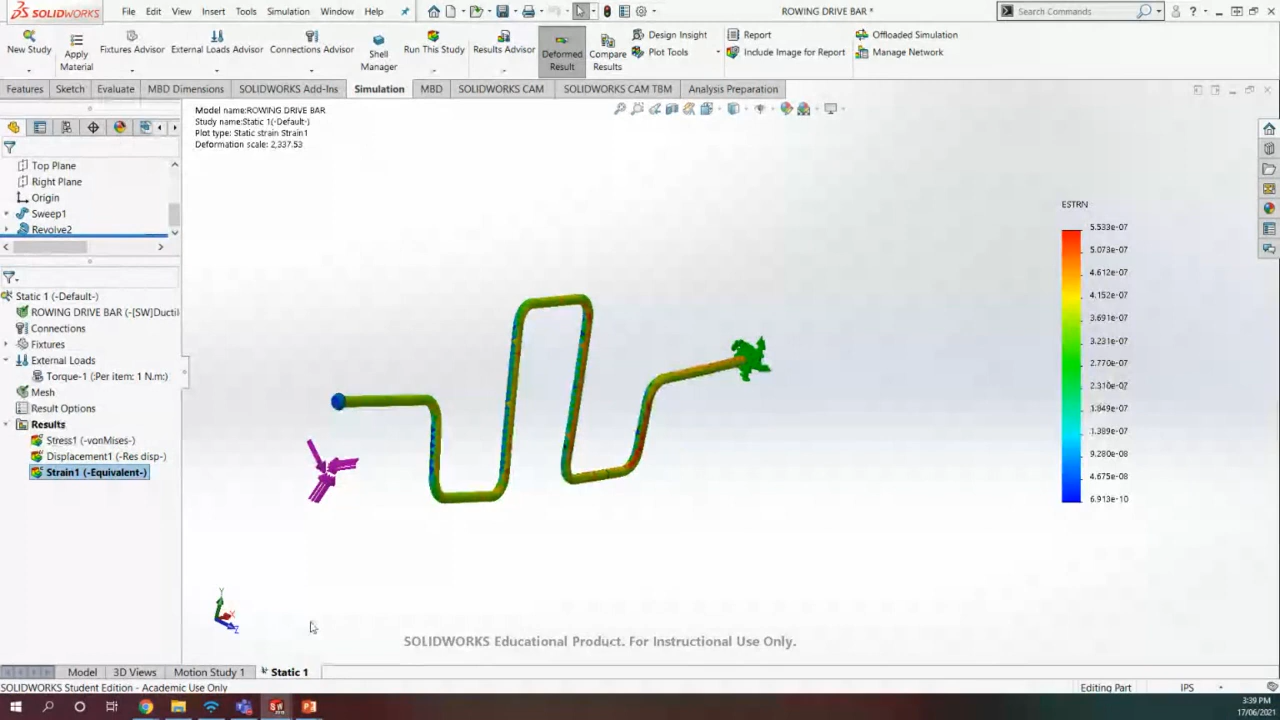 SOLIDWORKS File Edit View Insert Tools Simulation Window Help ROWING DRIVE BAR * Search Commands
New Study Apply Material Fixtures Advisor External Loads Advisor Connections Advisor Shell Manager Run This Study Results Advisor Deformed Result Compare Results Design Insight Plot Tools Report Include Image for Report Offloaded Simulation Manage Network
Features Sketch Evaluate MBD Dimensions SOLIDWORKS Add-Ins Simulation MBD SOLIDWORKS CAM SOLIDWORKS CAM TBM Analysis Preparation
Model name:ROWING DRIVE BAR
Study name:Static 1(-Default-)
Plot type: Static strain Strain1
Deformation scale: 2,337.53
Top Plane
Right Plane
Origin
Sweep1
Revolve2
Static 1 (-Default-)
ROWING DRIVE BAR (-[SW]Ductil
Connections
Fixtures
External Loads
Torque-1 (:Per item: 1 N.m:)
Mesh
Result Options
Results
Stress1 (-vonMises-)
Displacement1 (-Res disp-)
Strain1 (-Equivalent-)
ESTRN
5.533e-07
5.073e-07
4.612e-07
4.152e-07
3.691e-07
3.231e-07
2.770e-07
2.310e-07
1.849e-07
1.389e-07
9.280e-08
4.675e-08
6.913e-10
Y
X
Z
SOLIDWORKS Educational Product. For Instructional Use Only.
Model 3D Views Motion Study 1 Static 1
SOLIDWORKS Student Edition - Academic Use Only Editing Part IPS
3:39 PM
17/06/2021